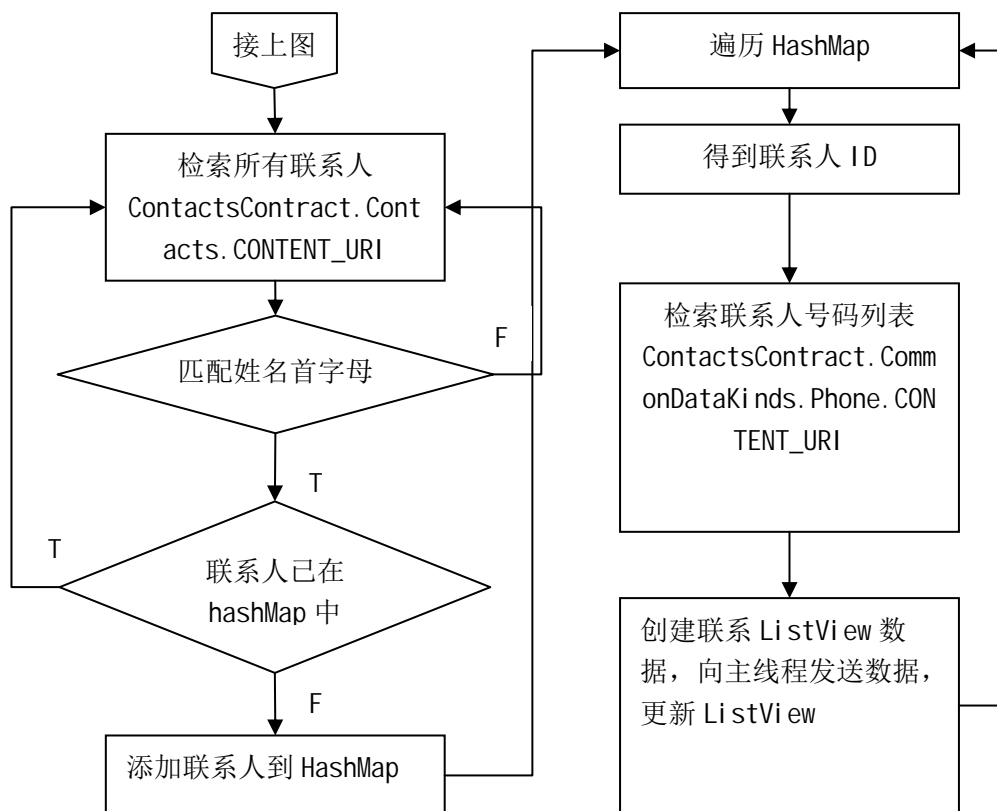 接上图
检索所有联系人
ContactsContract.Cont
acts.CONTENT_URI
匹配姓名首字母
F
T
T
联系人已在
hashMap 中
F
添加联系人到 HashMap
遍历 HashMap
得到联系人 ID
检索联系人号码列表
ContactsContract.Comm
onDataKinds.Phone.CON
TENT_URI
创建联系 ListView 数
据，向主线程发送数据，
更新 ListView